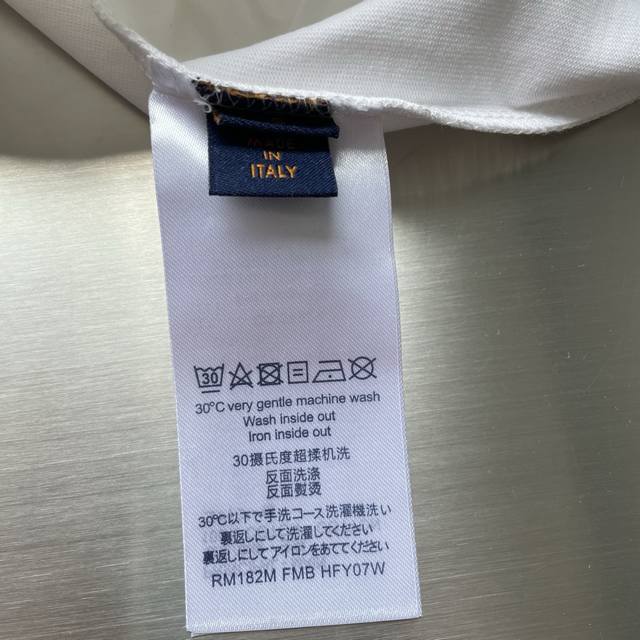 MADE
IN
ITALY
30
30°C very gentle machine wash
Wash inside out
Iron inside out
30摄氏度超揉机洗
反面洗涤
反面熨烫
30℃以下で手洗コース洗濯機洗い
裏返しにして洗濯してください
裏返しにしてアイロンをあててください
RM182M FMB HFY07W